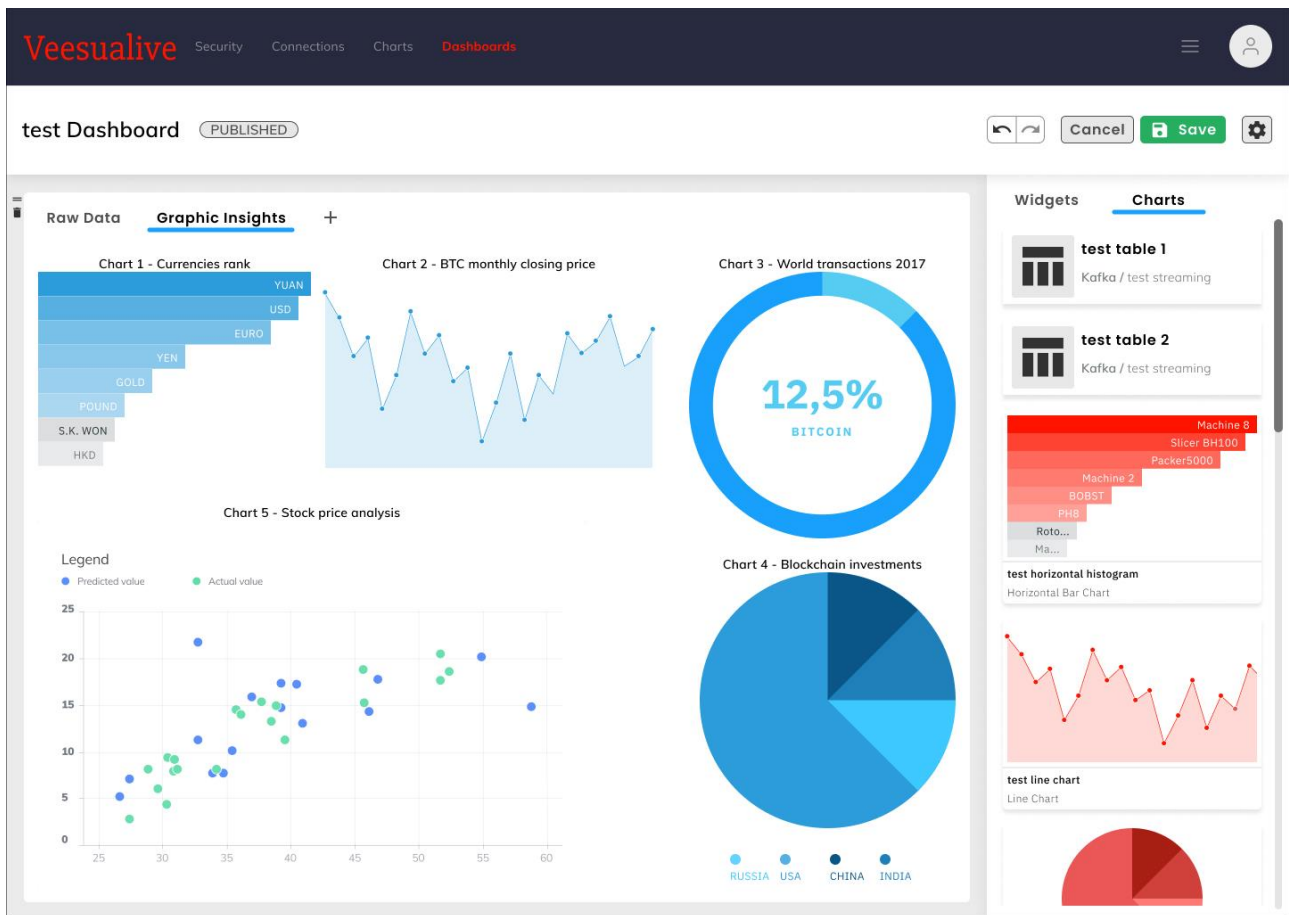 Veesualive Security Connections Charts Dashboards
test Dashboard PUBLISHED
Cancel Save
Raw Data Graphic Insights +
Chart 1 - Currencies rank
YUAN
USD
EURO
YEN
GOLD
POUND
S.K. WON
HKD
Chart 2 - BTC monthly closing price
Chart 3 - World transactions 2017
12,5%
BITCOIN
Chart 5 - Stock price analysis
Legend
Predicted value Actual value
25
20
15
10
5
0
25 30 35 40 45 50 55 60
Chart 4 - Blockchain investments
RUSSIA USA CHINA INDIA
Widgets Charts
test table 1
Kafka / test streaming
test table 2
Kafka / test streaming
Machine 8
Slicer BH100
Packer5000
Machine 2
BOBST
PH8
Roto...
Ma...
test horizontal histogram
Horizontal Bar Chart
test line chart
Line Chart